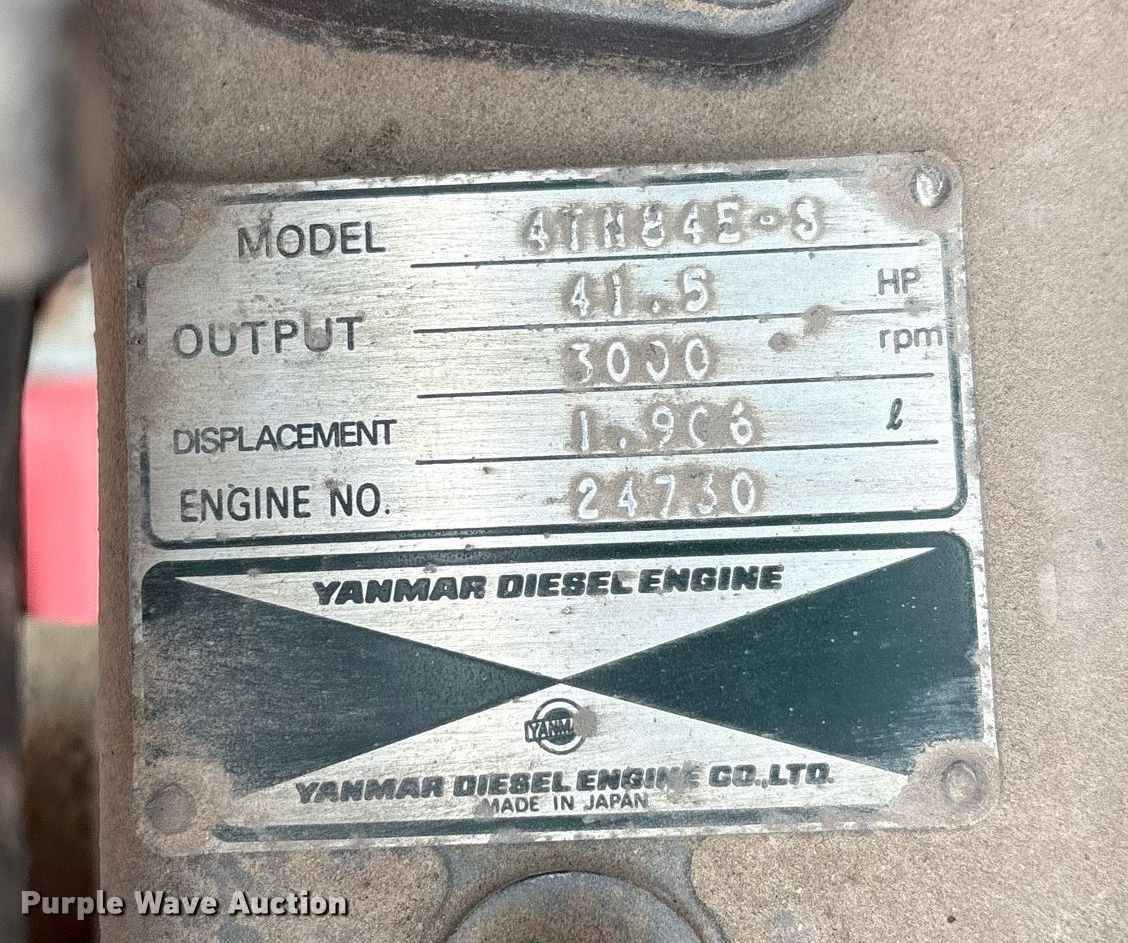 MODEL 4TN84E-S
41.5 HP
OUTPUT
3000 rpm
DISPLACEMENT 1.906 ℓ
ENGINE NO. 24730
YANMAR DIESEL ENGINE
YANMAR
YANMAR DIESEL ENGINE CO.,LTD.
MADE IN JAPAN
Purple Wave Auction